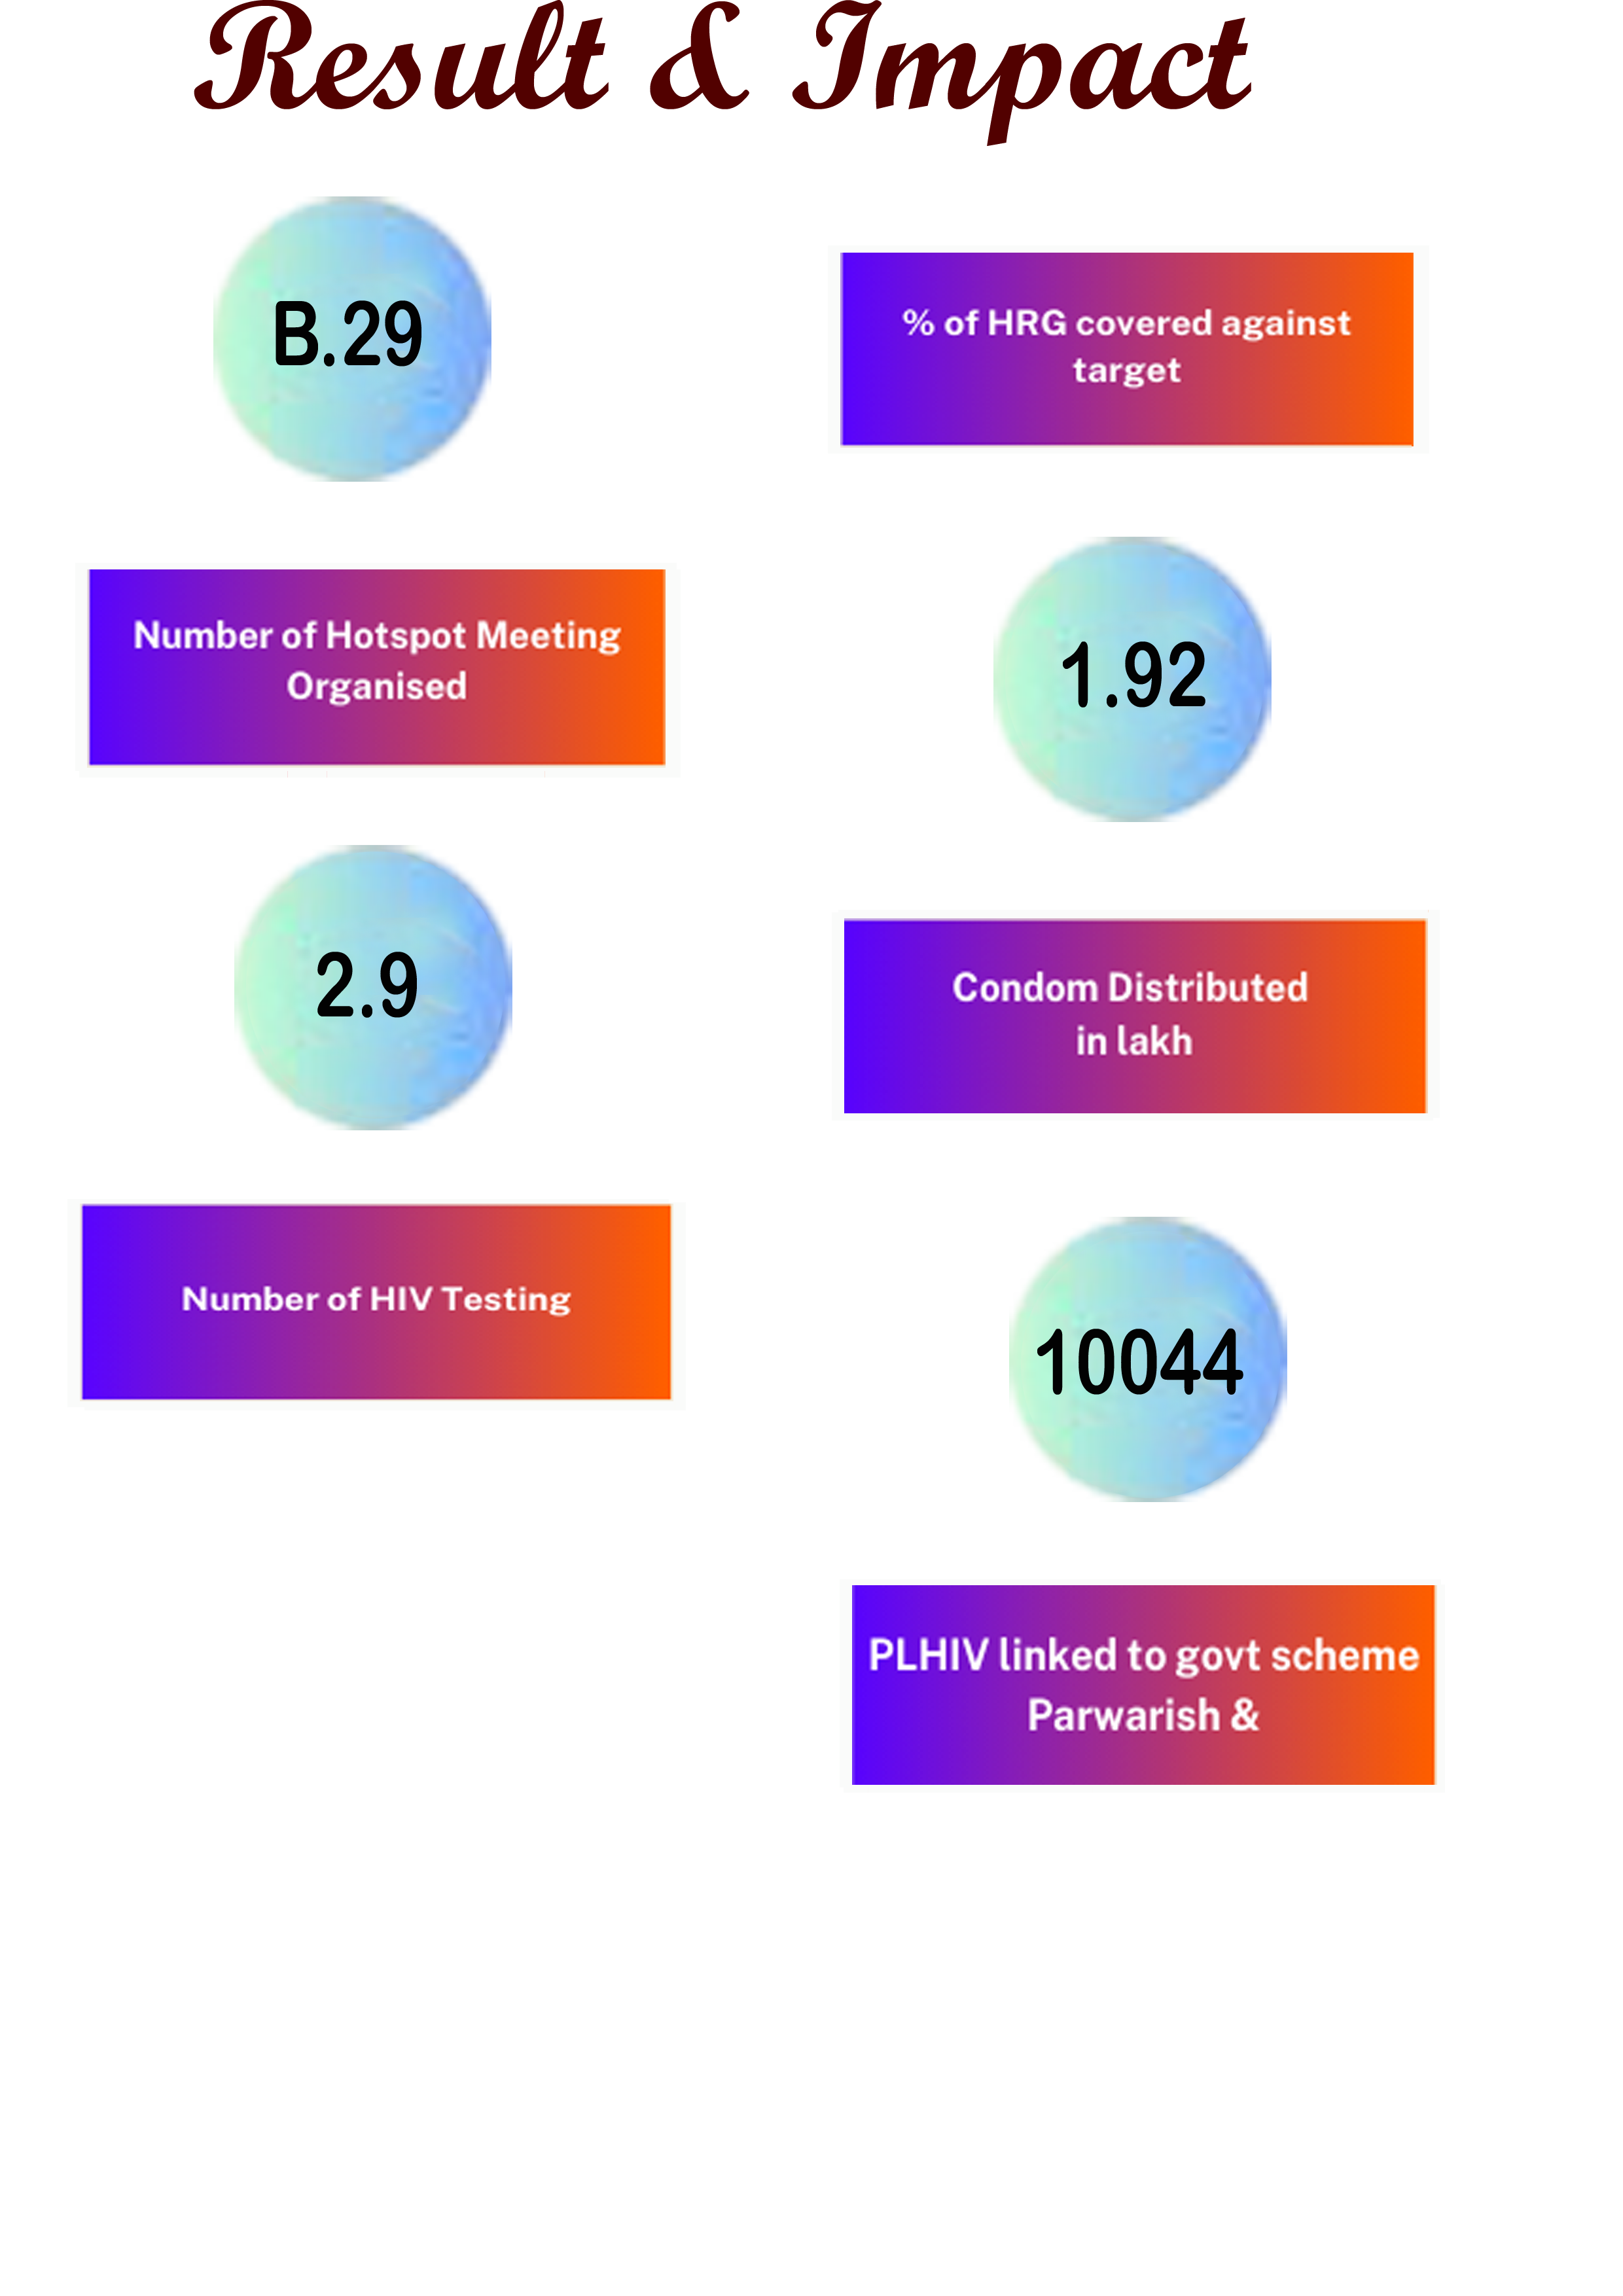 Result & Impact
B.29
% of HRG covered against
target
Number of Hotspot Meeting
Organised
1.92
2.9
Condom Distributed
in lakh
Number of HIV Testing
10044
PLHIV linked to govt scheme
Parwarish &